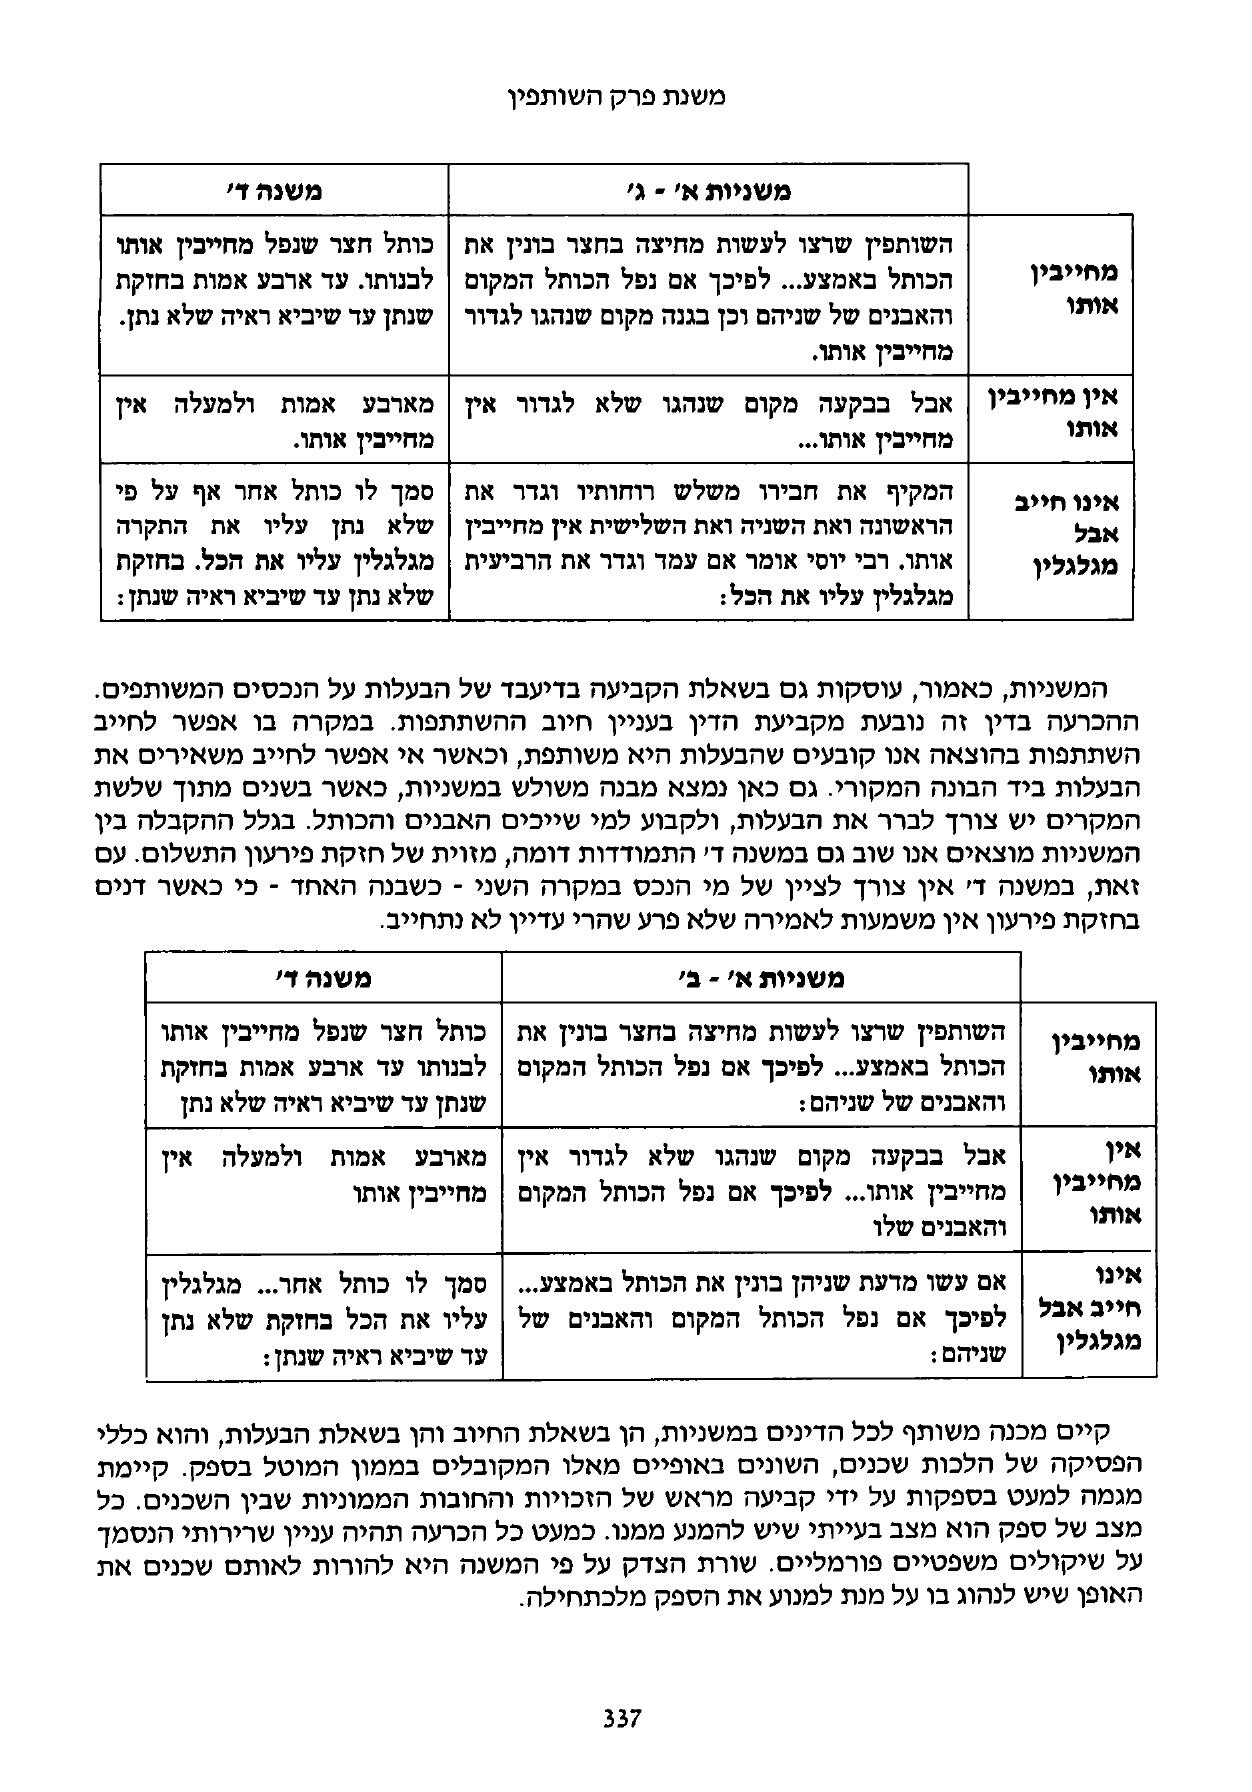 משנת פרק השותפין
משניות א' - ג'
משנה ד'
מחייבין
אותו
השותפין שרצו לעשות מחיצה בחצר בונין את
הכותל באמצע... לפיכך אם נפל הכותל המקום
והאבנים של שניהם וכן בגנה מקום שנהגו לגדור
מחייבין אותו.
כותל חצר שנפל מחייבין אותו
לבנותו. עד ארבע אמות בחזקת
שנתן עד שיביא ראיה שלא נתן.
אין מחייבין
אותו
אבל בבקעה מקום שנהגו שלא לגדור אין
מחייבין אותו...
מארבע אמות ולמעלה אין
מחייבין אותו.
אינו חייב
אבל
מגלגלין
המקיף את חבירו משלש רוחותיו וגדר את
הראשונה ואת השניה ואת השלישית אין מחייבין
אותו. רבי יוסי אומר אם עמד וגדר את הרביעית
מגלגלין עליו את הכל:
סמך לו כותל אחר אף על פי
שלא נתן עליו את התקרה
מגלגלין עליו את הכל. בחזקת
שלא נתן עד שיביא ראיה שנתן:
המשניות, כאמור, עוסקות גם בשאלת הקביעה בדיעבד של הבעלות על הנכסים המשותפים.
ההכרעה בדין זה נובעת מקביעת הדין בעניין חיוב ההשתתפות. במקרה בו אפשר לחייב
השתתפות בהוצאה אנו קובעים שהבעלות היא משותפת, וכאשר אי אפשר לחייב משאירים את
הבעלות ביד הבונה המקורי. גם כאן נמצא מבנה משולש במשניות, כאשר בשנים מתוך שלשת
המקרים יש צורך לברר את הבעלות, ולקבוע למי שייכים האבנים והכותל. בגלל ההקבלה בין
המשניות מוצאים אנו שוב גם במשנה ד' התמודדות דומה, מזוית של חזקת פירעון התשלום. עם
זאת, במשנה ד' אין צורך לציין של מי הנכס במקרה השני - כשבנה האחד - כי כאשר דנים
בחזקת פירעון אין משמעות לאמירה שלא פרע שהרי עדיין לא נתחייב.
משניות א' - ב'
משנה ד'
מחייבין
אותו
השותפין שרצו לעשות מחיצה בחצר בונין את
הכותל באמצע... לפיכך אם נפל הכותל המקום
והאבנים של שניהם:
כותל חצר שנפל מחייבין אותו
לבנותו עד ארבע אמות בחזקת
שנתן עד שיביא ראיה שלא נתן
אין
מחייבין
אותו
אבל בבקעה מקום שנהגו שלא לגדור אין
מחייבין אותו... לפיכך אם נפל הכותל המקום
והאבנים שלו
מארבע אמות ולמעלה אין
מחייבין אותו
אינו
חייב אבל
מגלגלין
אם עשו מדעת שניהן בונין את הכותל באמצע...
לפיכך אם נפל הכותל המקום והאבנים של
שניהם:
סמך לו כותל אחר... מגלגלין
עליו את הכל בחזקת שלא נתן
עד שיביא ראיה שנתן:
קיים מכנה משותף לכל הדינים במשניות, הן בשאלת החיוב והן בשאלת הבעלות, והוא כללי
הפסיקה של הלכות שכנים, השונים באופיים מאלו המקובלים בממון המוטל בספק. קיימת
מגמה למעט בספקות על ידי קביעה מראש של הזכויות והחובות הממוניות שבין השכנים. כל
מצב של ספק הוא מצב בעייתי שיש להמנע ממנו. כמעט כל הכרעה תהיה עניין שרירותי הנסמך
על שיקולים משפטיים פורמליים. שורת הצדק על פי המשנה היא להורות לאותם שכנים את
האופן שיש לנהוג בו על מנת למנוע את הספק מלכתחילה.
337